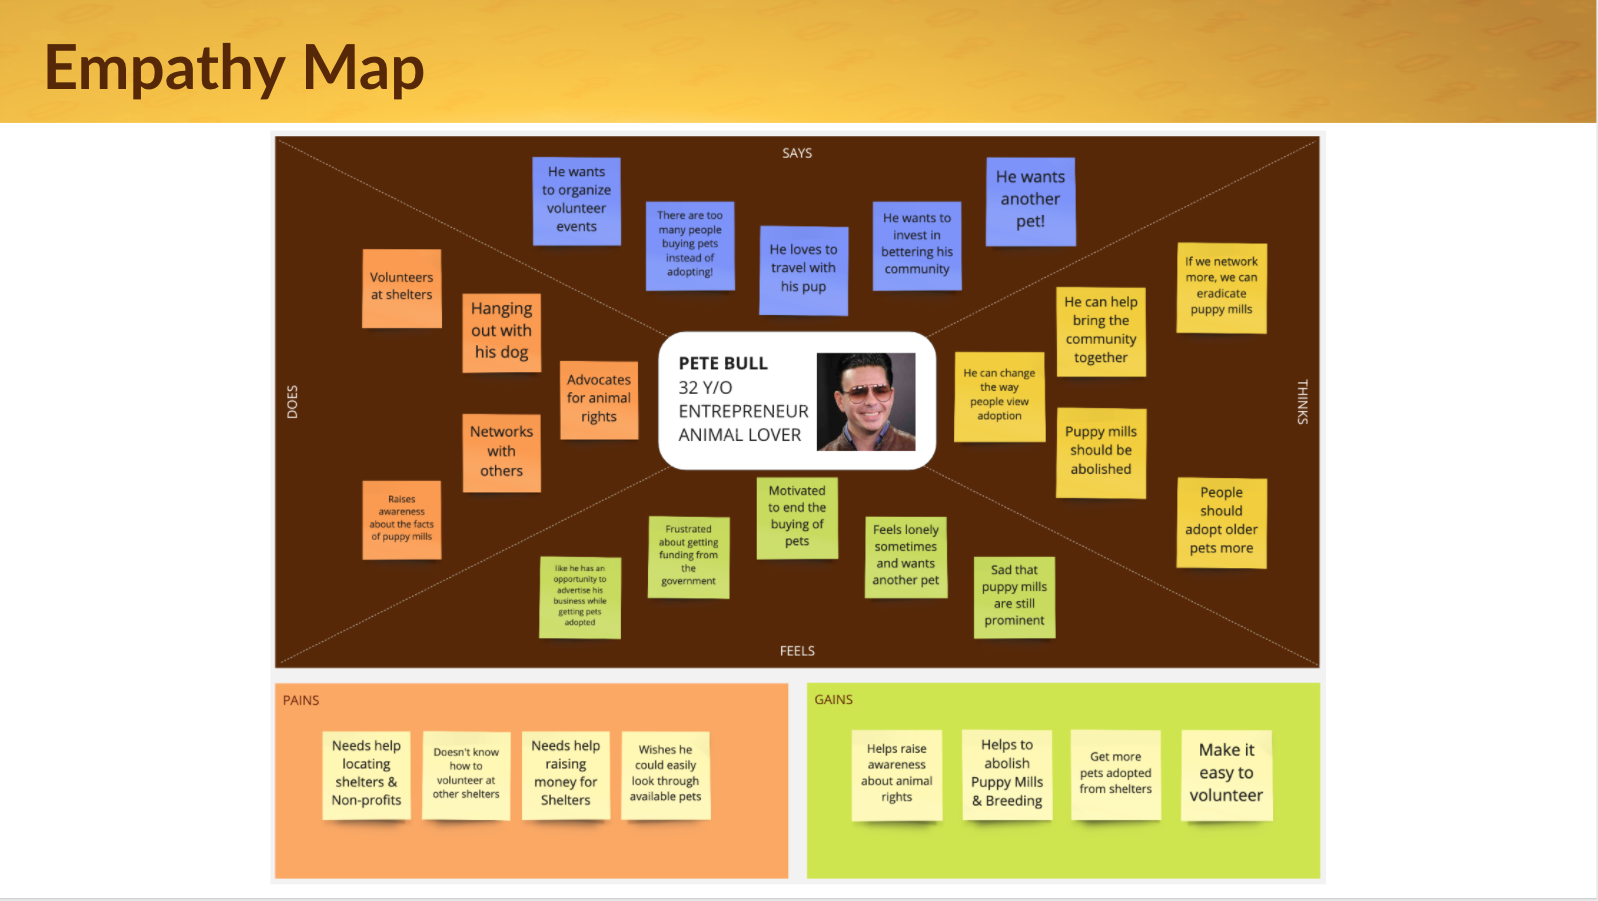 Empathy Map
SAYS
He wants
to organize
volunteer
events
There are too
many people
buying pets
instead of
adopting!
He loves to
travel with
his pup
He wants to
invest in
bettering his
community
He wants
another
pet!
DOES
Volunteers
at shelters
Hanging
out with
his dog
Advocates
for animal
rights
Networks
with
others
Raises
awareness
about the facts
of puppy mills
PETE BULL
32 Y/O
ENTREPRENEUR
ANIMAL LOVER
THINKS
If we network
more, we can
eradicate
puppy mills
He can help
bring the
community
together
He can change
the way
people view
adoption
Puppy mills
should be
abolished
People
should
adopt older
pets more
like he has an
opportunity to
advertise his
business while
getting pets
adopted
Frustrated
about getting
funding from
the
government
Motivated
to end the
buying of
pets
Feels lonely
sometimes
and wants
another pet
Sad that
puppy mills
are still
prominent
FEELS
PAINS
Needs help
locating
shelters &
Non-profits
Doesn't know
how to
volunteer at
other shelters
Needs help
raising
money for
Shelters
Wishes he
could easily
look through
available pets
GAINS
Helps raise
awareness
about animal
rights
Helps to
abolish
Puppy Mills
& Breeding
Get more
pets adopted
from shelters
Make it
easy to
volunteer